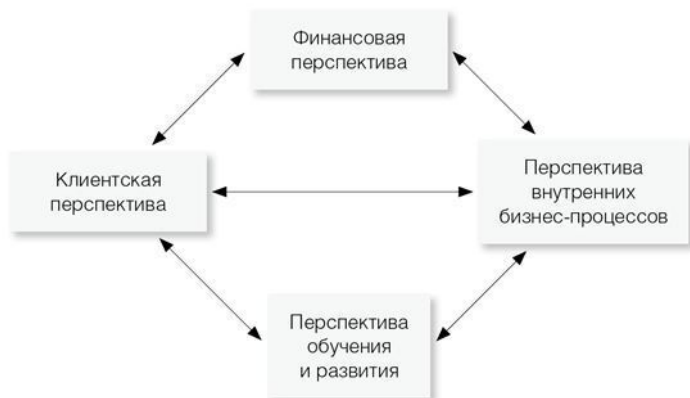 Финансовая
перспектива
Клиентская
перспектива
Перспектива
внутренних
бизнес-процессов
Перспектива
обучения
и развития